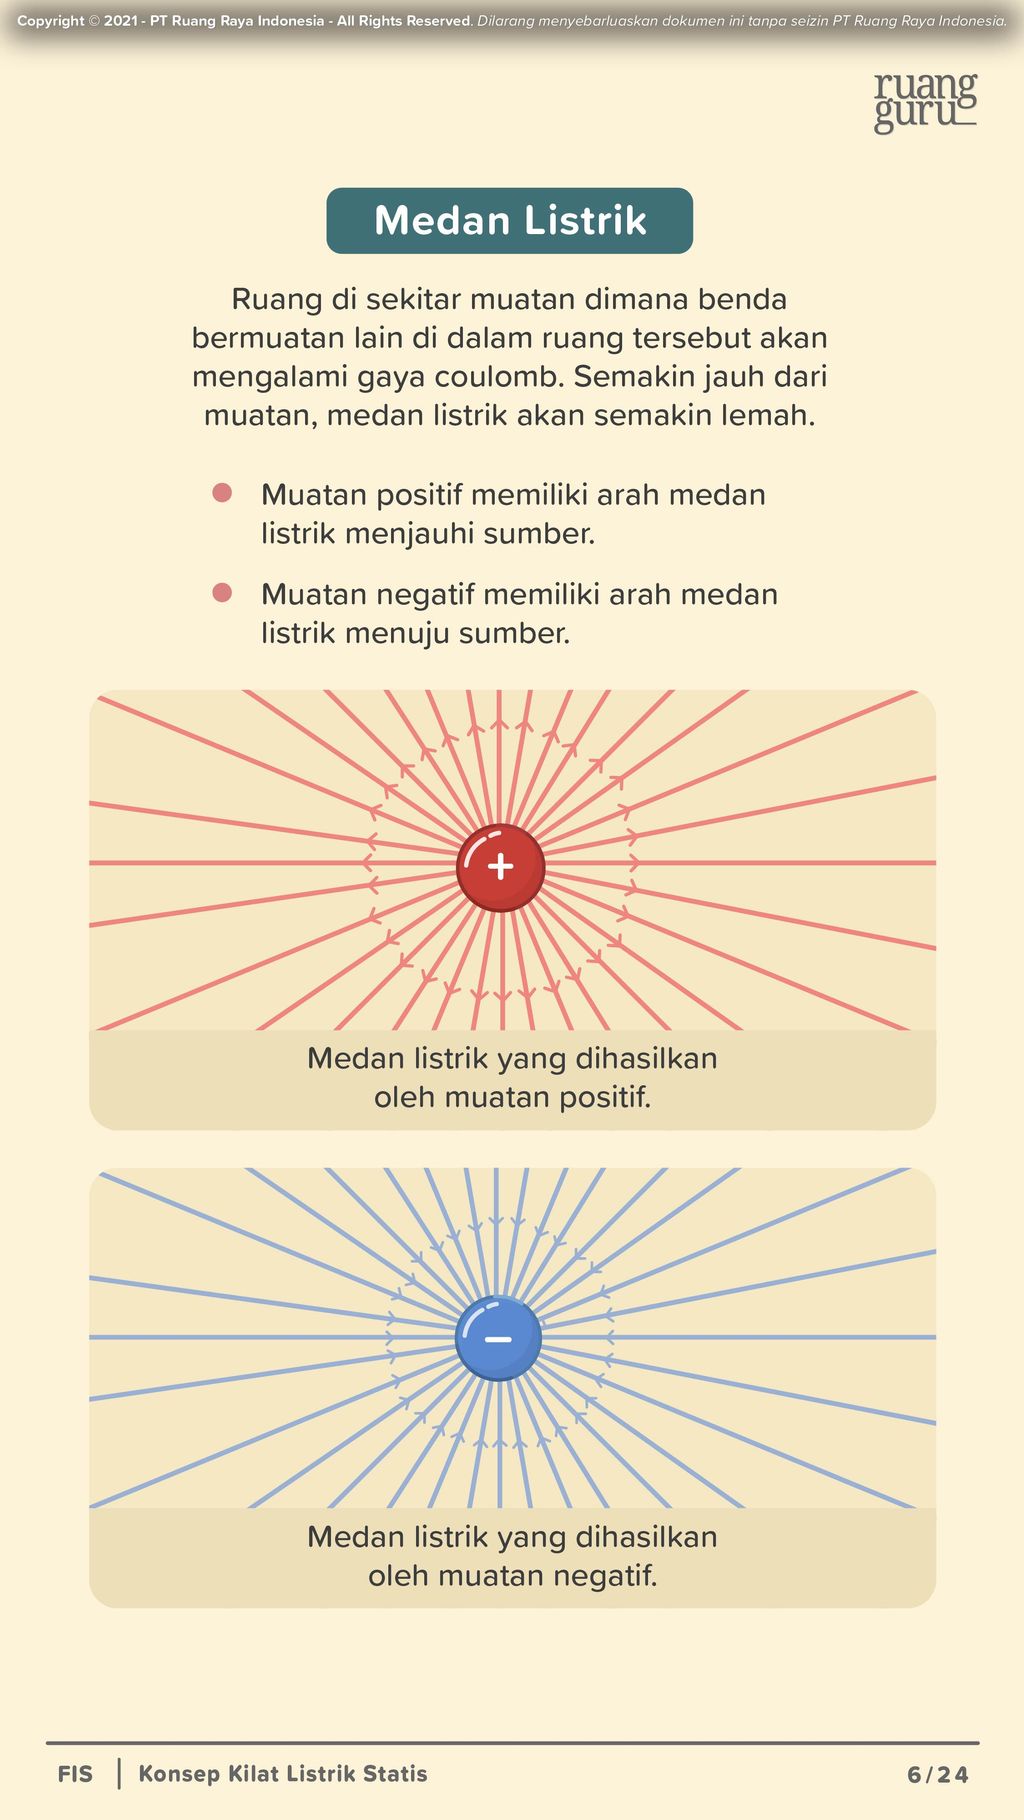 Copyright © 2021 - PT Ruang Raya Indonesia - All Rights Reserved. Dilarang menyebarluaskan dokumen ini tanpa seizin PT Ruang Raya Indonesia.
ruang
guru
Medan Listrik
Ruang di sekitar muatan dimana benda
bermuatan lain di dalam ruang tersebut akan
mengalami gaya coulomb. Semakin jauh dari
muatan, medan listrik akan semakin lemah.
Muatan positif memiliki arah medan
listrik menjauhi sumber.
Muatan negatif memiliki arah medan
listrik menuju sumber.
+
Medan listrik yang dihasilkan
oleh muatan positif.
−
Medan listrik yang dihasilkan
oleh muatan negatif.
FIS | Konsep Kilat Listrik Statis
6/24